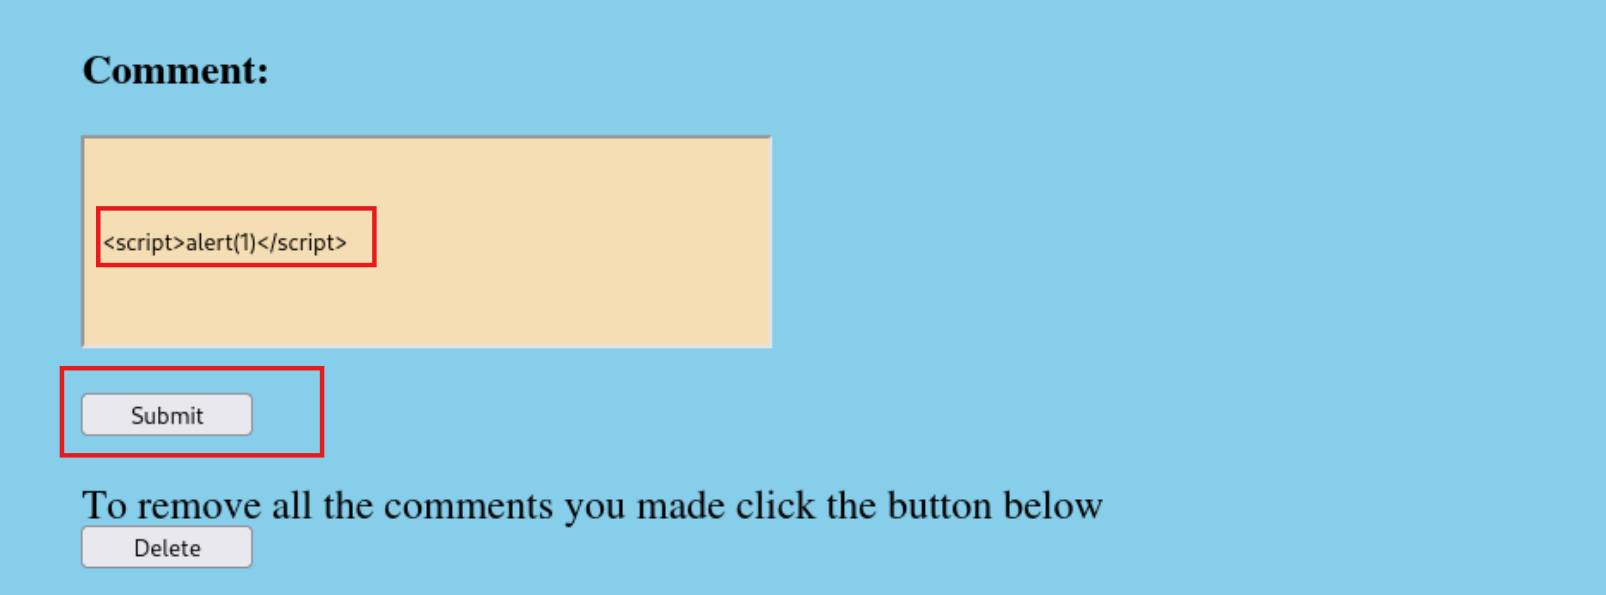 Comment:
<script>alert(1)</script>
Submit
To remove all the comments you made click the button below
Delete